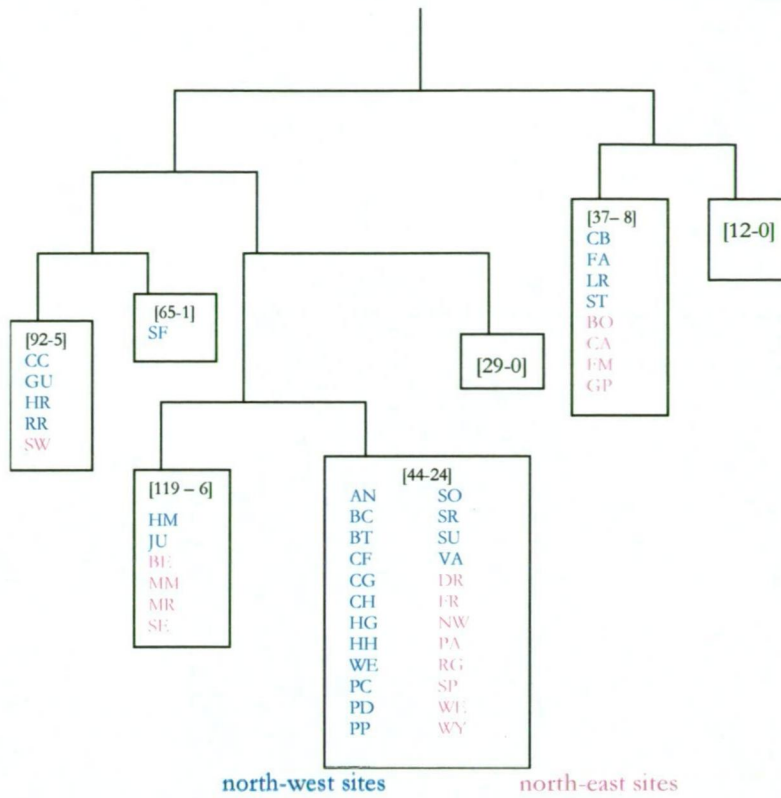 [37– 8]
CB
FA
LR
ST
BO
CA
FM
GP
[12-0]
[92-5]
CC
GU
HR
RR
SW
[65-1]
SF
[29-0]
[119 – 6]
HM
JU
BE
MM
MR
SE
[44-24]
AN SO
BC SR
BT SU
CF VA
CG DR
CH FR
HG NW
HH PA
WE RG
PC SP
PD WE
PP WY
north-west sites north-east sites